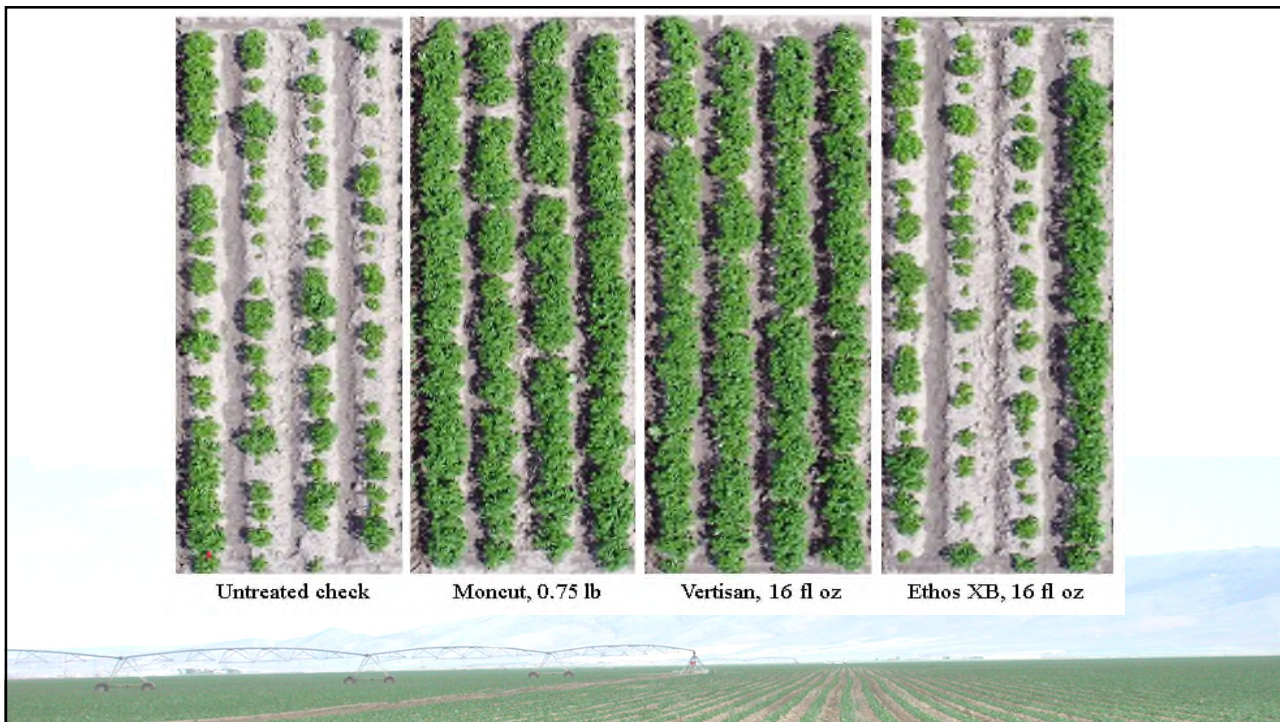 Untreated check
Moncut, 0.75 lb
Vertisan, 16 fl oz
Ethos XB, 16 fl oz